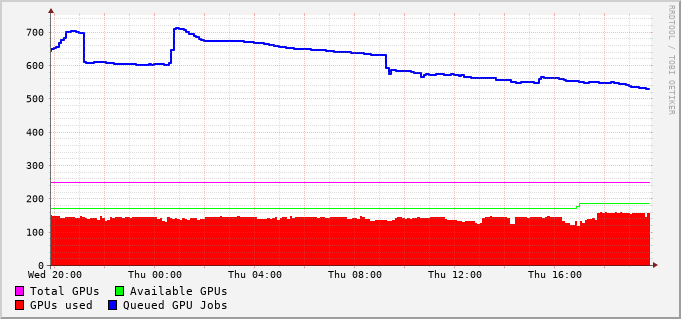 700
600
500
400
300
200
100
0
Wed 20:00 Thu 00:00 Thu 04:00 Thu 08:00 Thu 12:00 Thu 16:00
Total GPUs Available GPUs
GPUs used Queued GPU Jobs
RRDTOOL / TOBI OETIKER